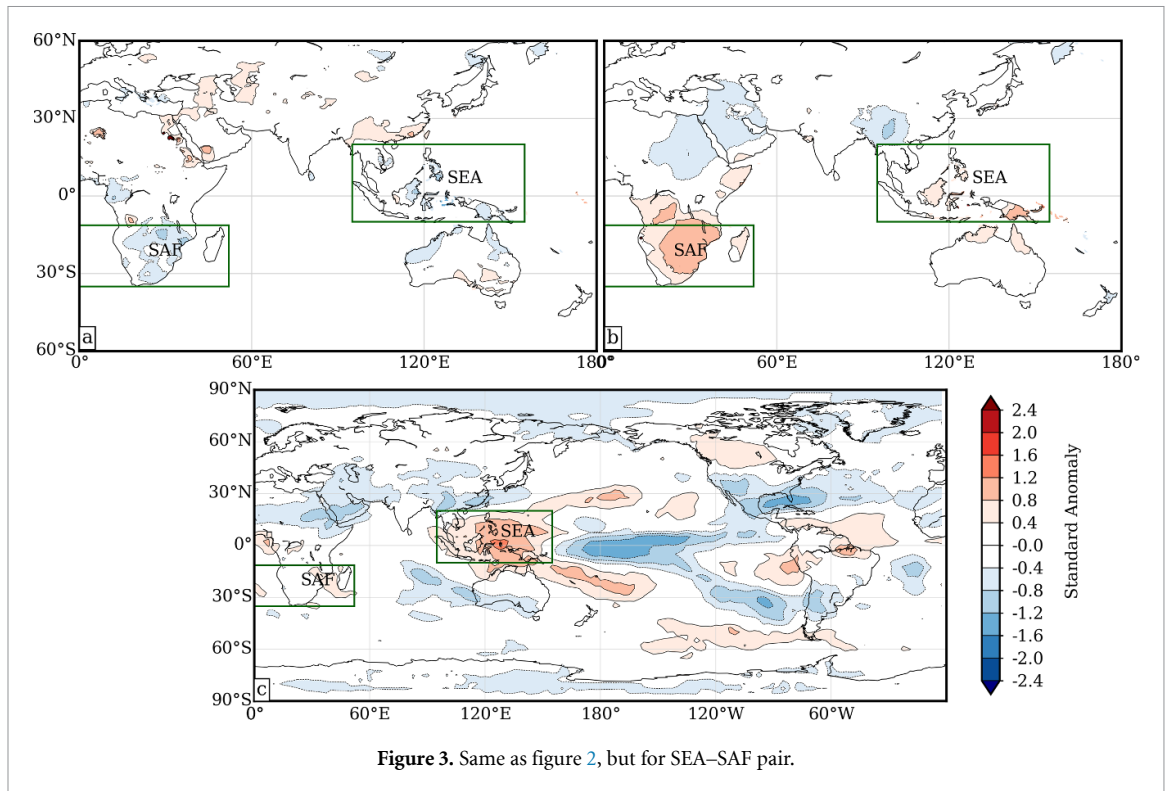 60°N
30°N
0°
30°S
60°S
SEA
SAF
a
0°
60°E
120°E
180°
SEA
SAF
b
0°
60°E
120°E
180°
90°N
60°N
30°N
0°
30°S
60°S
90°S
SEA
SAF
c
0°
60°E
120°E
180°
120°W
60°W
2.4
2.0
1.6
1.2
0.8
0.4
-0.0
-0.4
-0.8
-1.2
-1.6
-2.0
-2.4
Standard Anomaly
Figure 3. Same as figure 2, but for SEA–SAF pair.